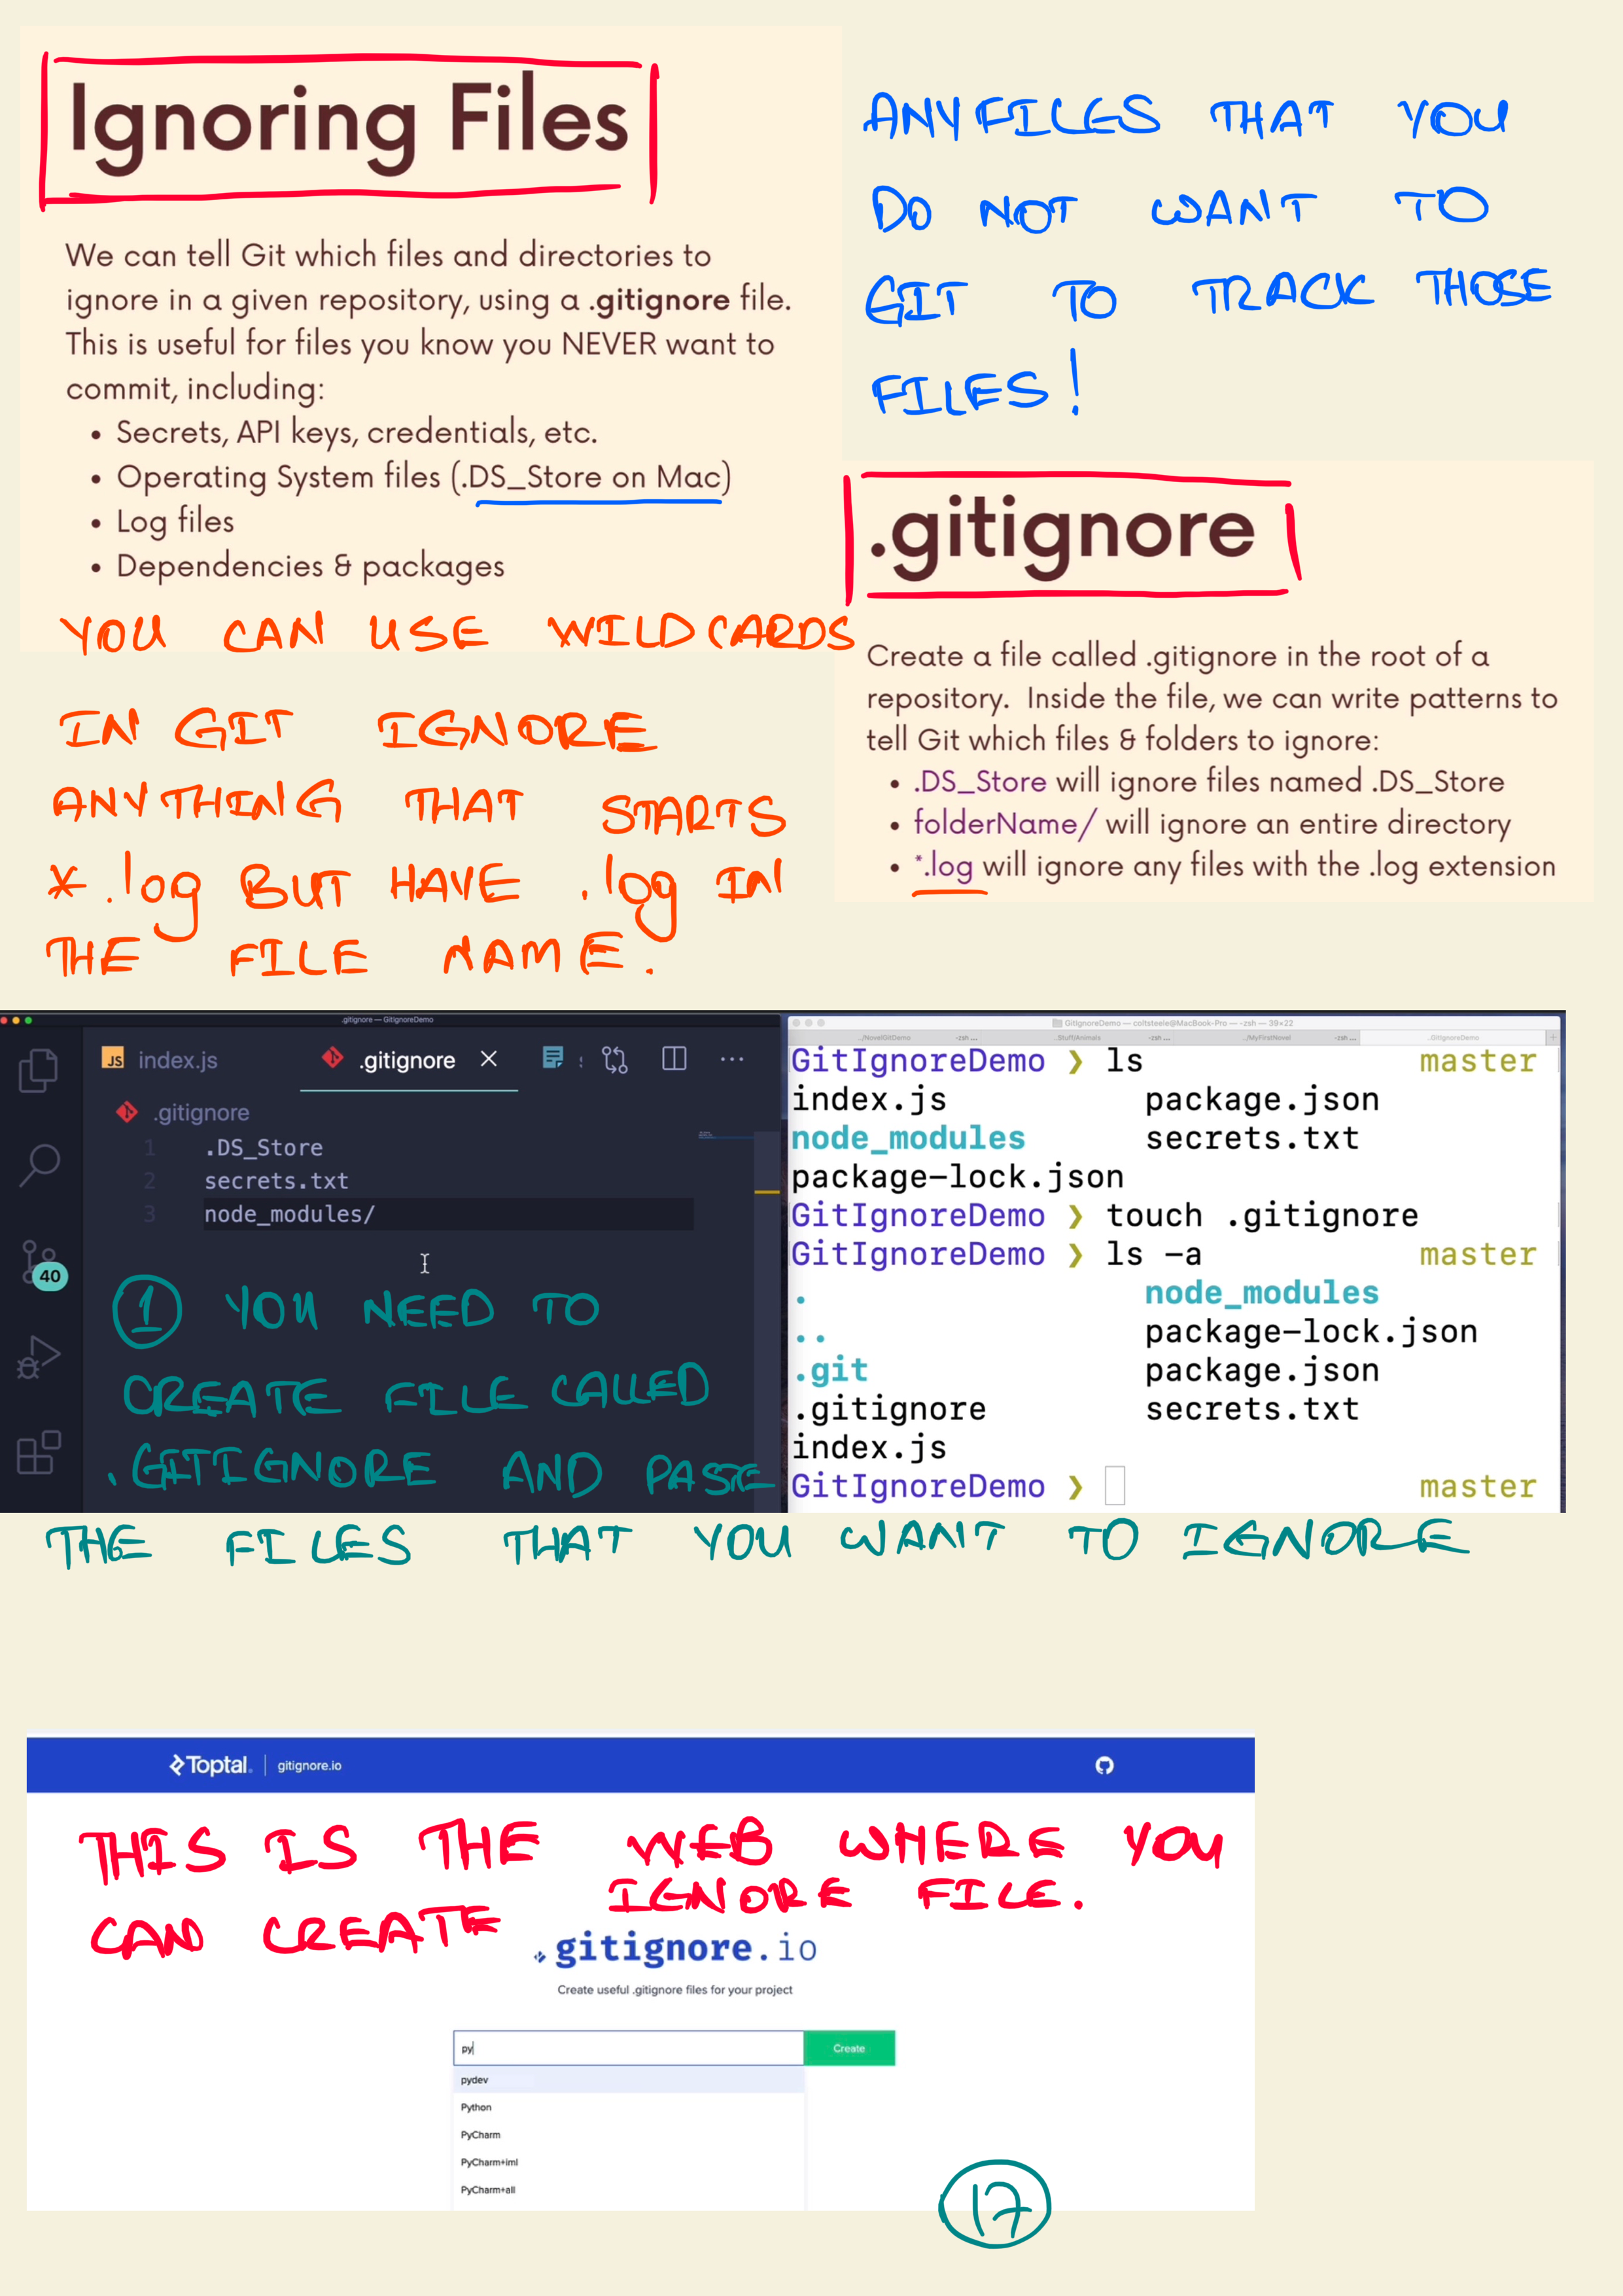 Ignoring Files
We can tell Git which files and directories to
ignore in a given repository, using a .gitignore file.
This is useful for files you know you NEVER want to
commit, including:
• Secrets, API keys, credentials, etc.
• Operating System files (.DS_Store on Mac)
• Log files
• Dependencies & packages
ANY FILES THAT YOU
DO NOT WANT TO
GIT TO TRACK THOSE
FILES!
YOU CAN USE WILDCARDS
IN GIT IGNORE
ANYTHING THAT STARTS
*.log BUT HAVE .log IN
THE FILE NAME.
.gitignore
Create a file called .gitignore in the root of a
repository. Inside the file, we can write patterns to
tell Git which files & folders to ignore:
• .DS_Store will ignore files named .DS_Store
• folderName/ will ignore an entire directory
• *.log will ignore any files with the .log extension
.gitignore — GitIgnoreDemo
JS index.js .gitignore × ...
.gitignore
1 .DS_Store
2 secrets.txt
3 node_modules/
40
① YOU NEED TO
CREATE FILE CALLED
.GITIGNORE AND PASTE
THE FILES THAT YOU WANT TO IGNORE
GitIgnoreDemo — coltsteele@MacBook-Pro — -zsh — 39×22
../NovelGitDemo -zsh ... ..Stuff/Animals -zsh ... ../MyFirstNovel -zsh ... ..GitIgnoreDemo +
GitIgnoreDemo ❯ ls master
index.js package.json
node_modules secrets.txt
package-lock.json
GitIgnoreDemo ❯ touch .gitignore
GitIgnoreDemo ❯ ls -a master
. node_modules
.. package-lock.json
.git package.json
.gitignore secrets.txt
index.js
GitIgnoreDemo ❯ master
Toptal | gitignore.io
THIS IS THE WEB WHERE YOU
CAN CREATE IGNORE FILE.
gitignore.io
Create useful .gitignore files for your project
py Create
pydev
Python
PyCharm
PyCharm+iml
PyCharm+all
17